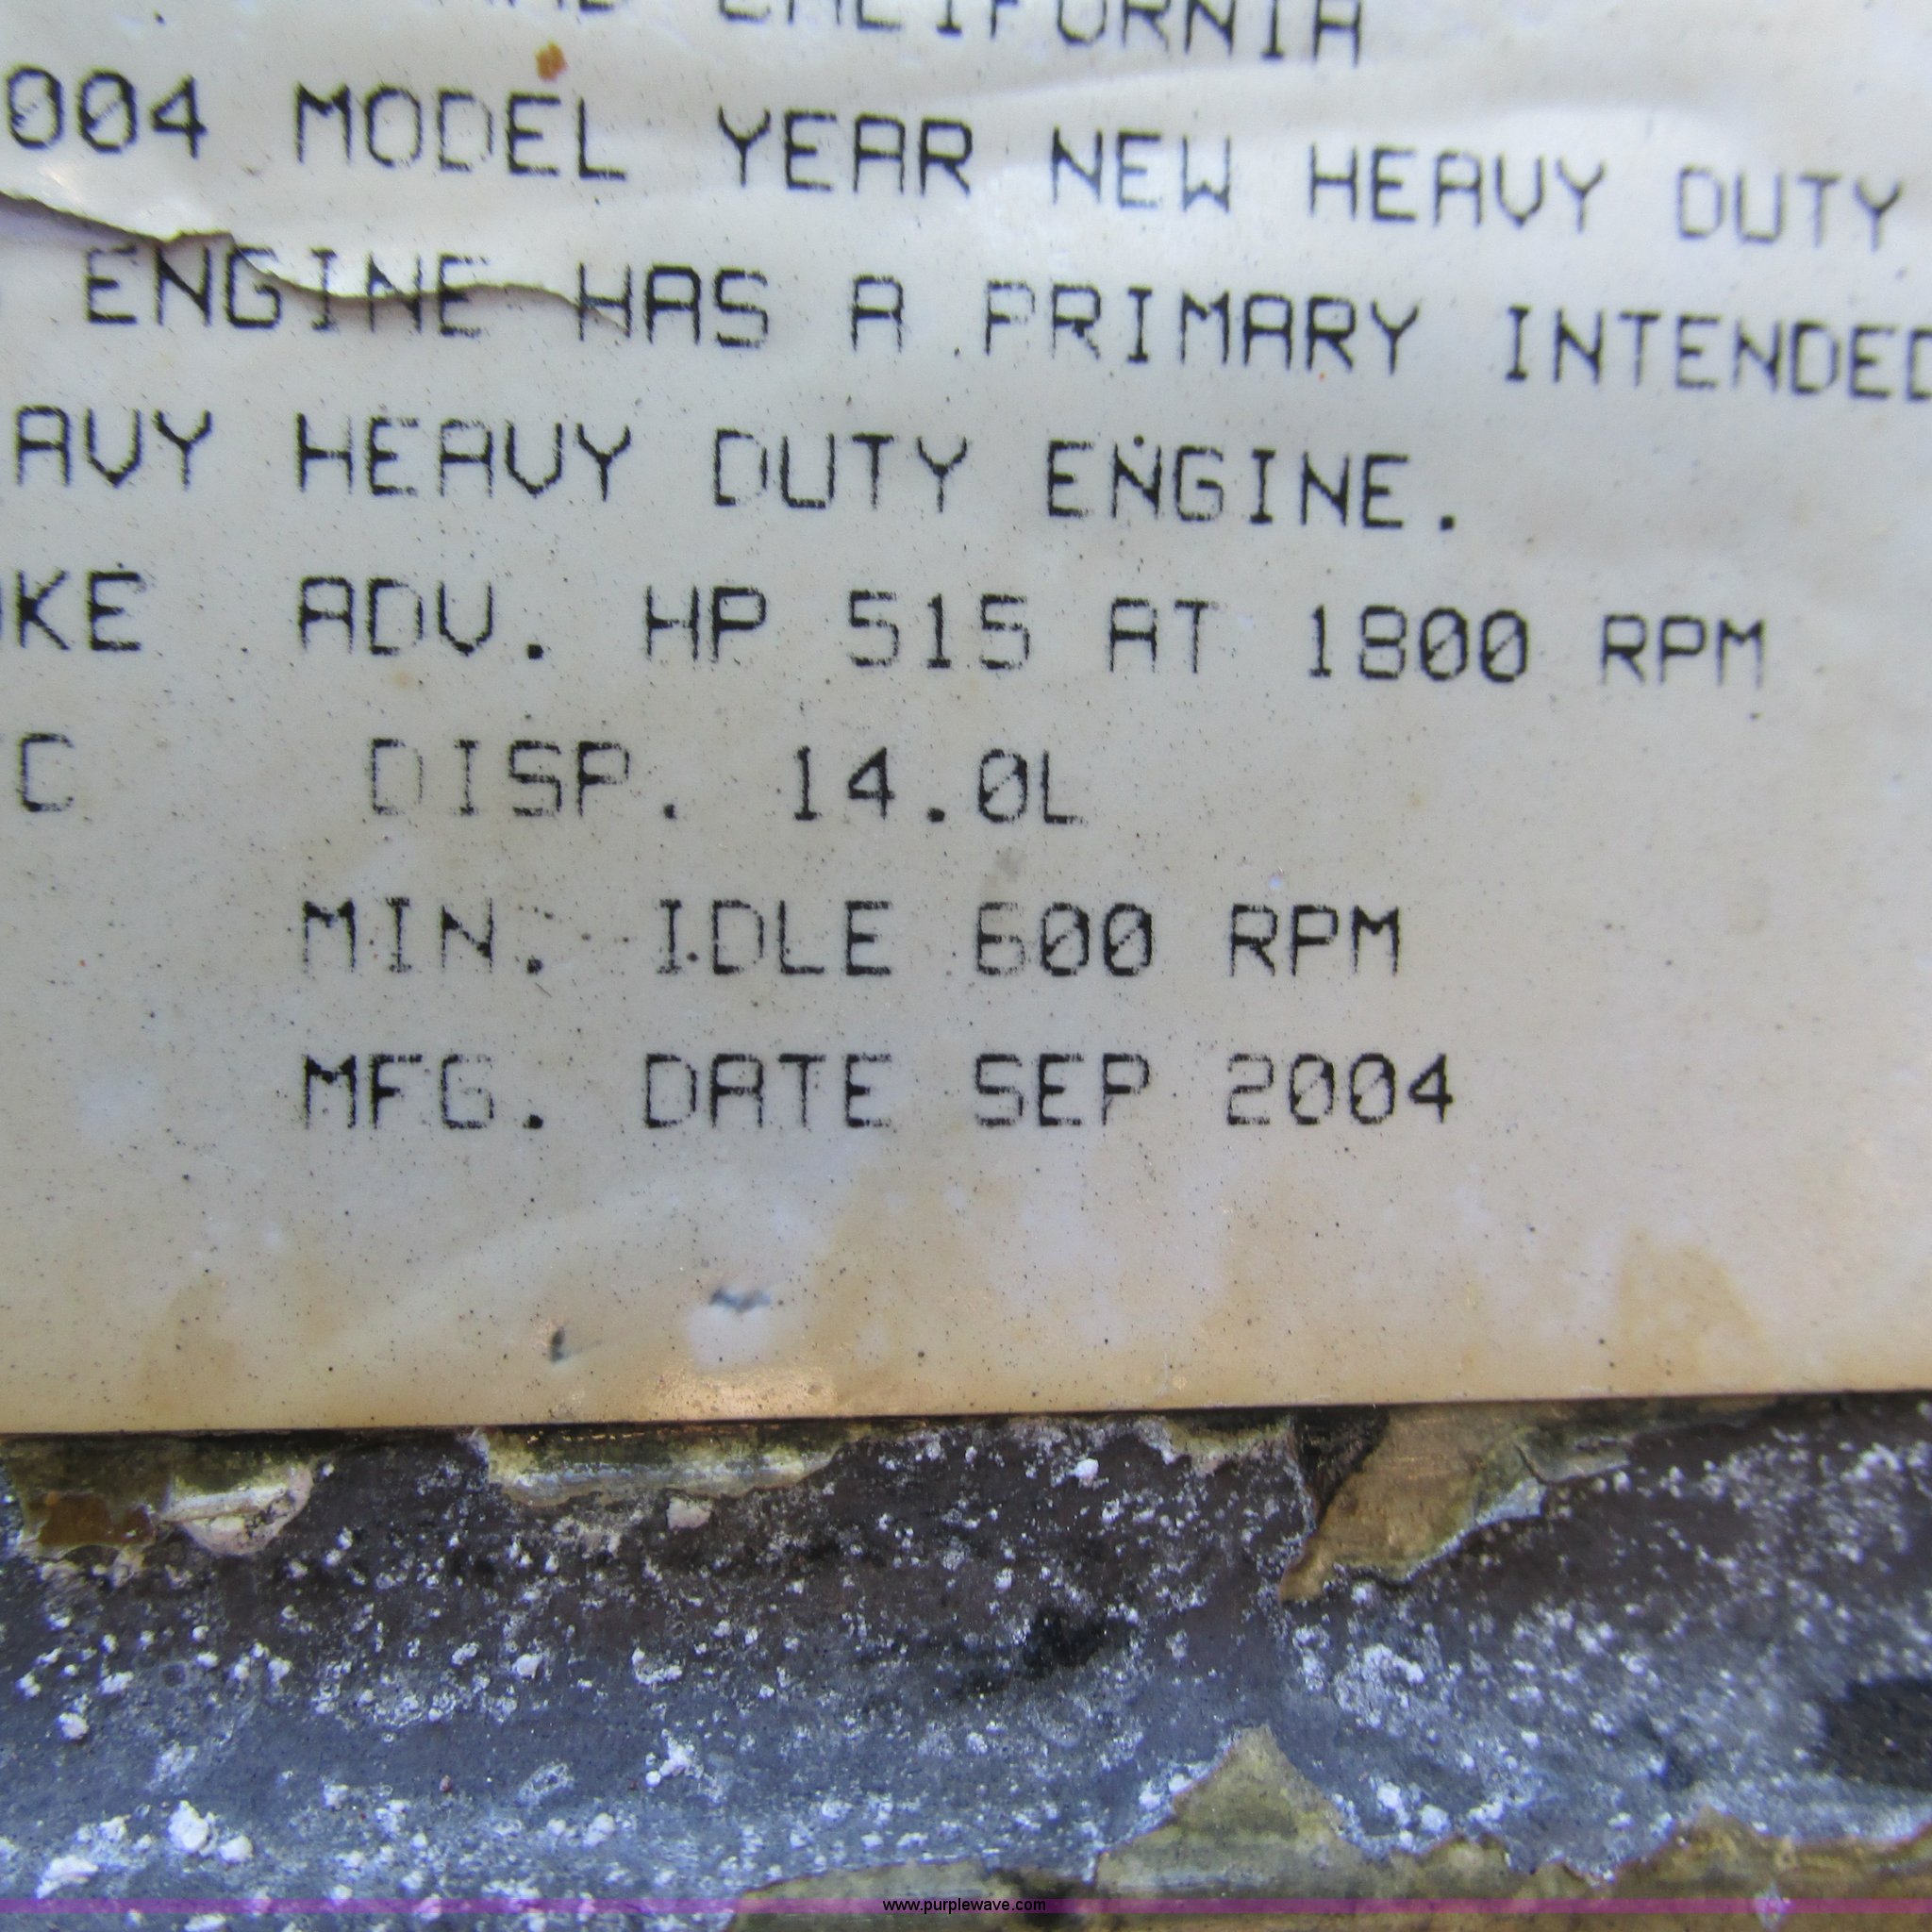 CALIFORNIA
004 MODEL YEAR NEW HEAVY DUTY
ENGINE HAS A PRIMARY INTENDED
AVY HEAVY DUTY ENGINE.
OKE ADV. HP 515 AT 1800 RPM
C DISP. 14.0L
MIN. IDLE 600 RPM
MFG. DATE SEP 2004
www.purplewave.com